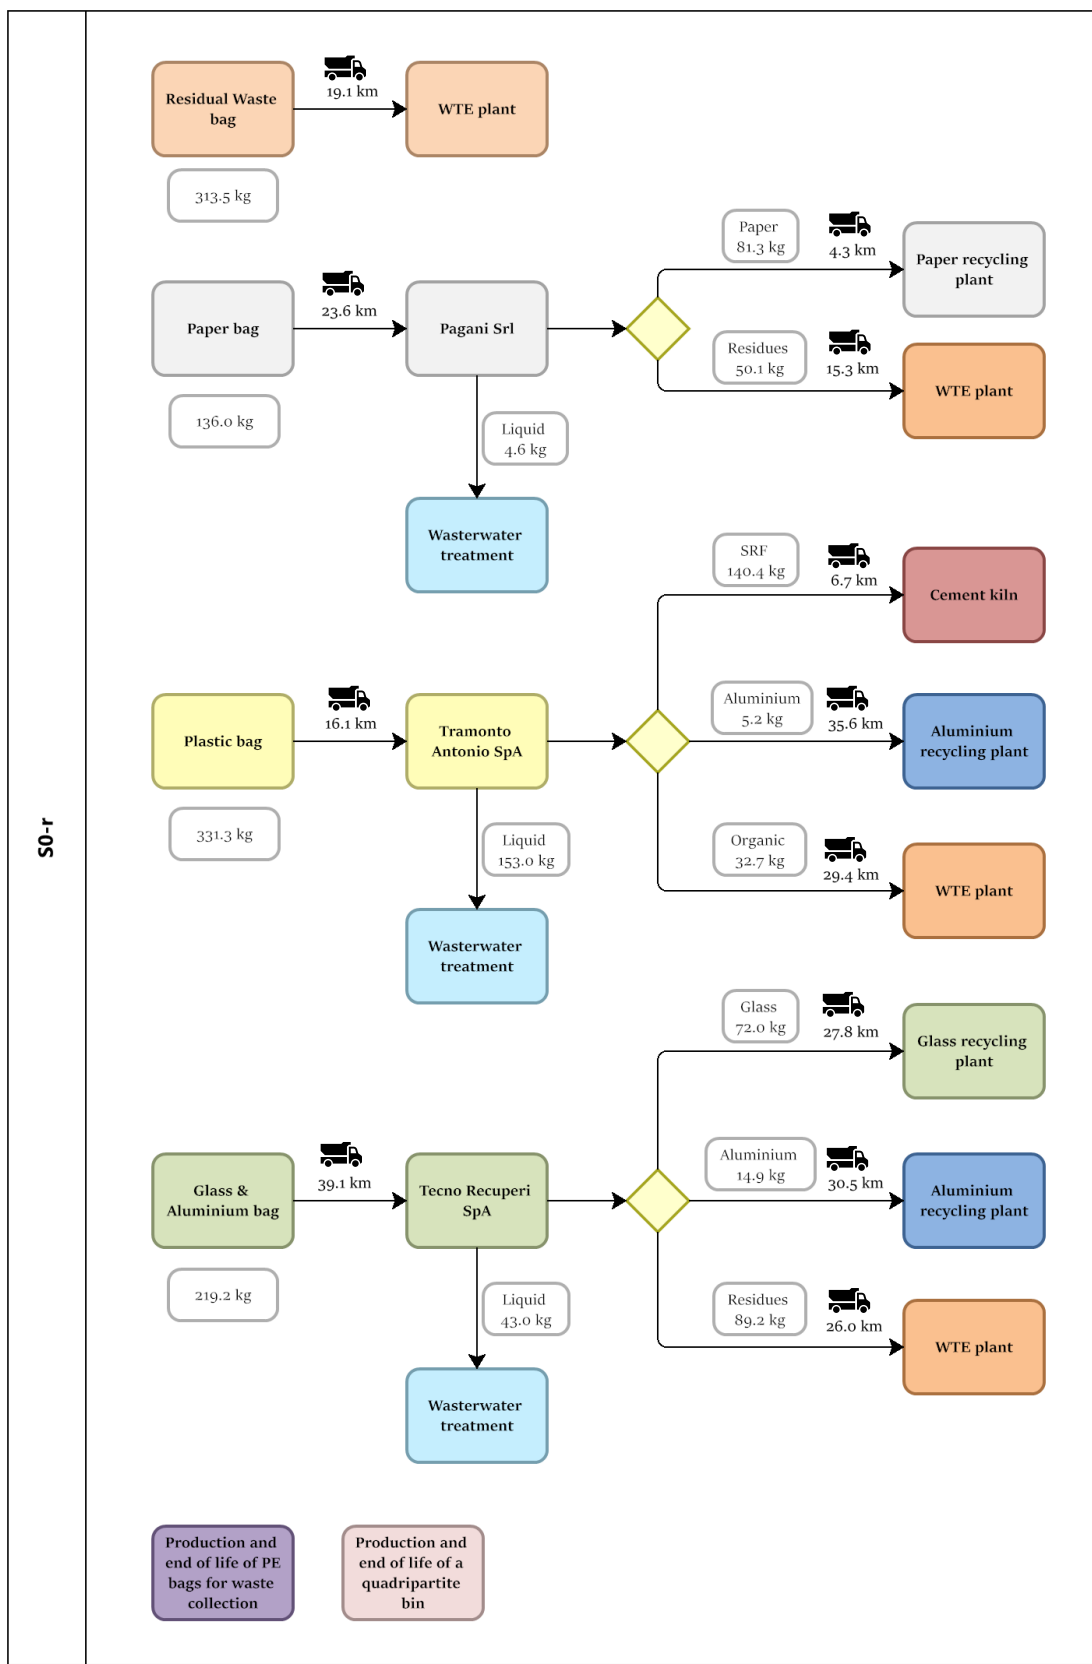 S0-r
Residual Waste
bag
19.1 km
WTE plant
313.5 kg
Paper bag
23.6 km
Pagani Srl
Paper
81.3 kg
4.3 km
Paper recycling
plant
Residues
50.1 kg
15.3 km
WTE plant
136.0 kg
Liquid
4.6 kg
Wasterwater
treatment
SRF
140.4 kg
6.7 km
Cement kiln
Plastic bag
16.1 km
Tramonto
Antonio SpA
Aluminium
5.2 kg
35.6 km
Aluminium
recycling plant
331.3 kg
Liquid
153.0 kg
Organic
32.7 kg
29.4 km
WTE plant
Wasterwater
treatment
Glass
72.0 kg
27.8 km
Glass recycling
plant
Glass &
Aluminium bag
39.1 km
Tecno Recuperi
SpA
Aluminium
14.9 kg
30.5 km
Aluminium
recycling plant
219.2 kg
Liquid
43.0 kg
Residues
89.2 kg
26.0 km
WTE plant
Wasterwater
treatment
Production and
end of life of PE
bags for waste
collection
Production and
end of life of a
quadripartite
bin